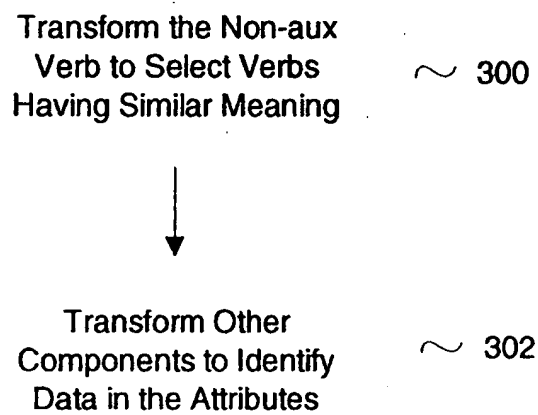 Transform the Non-aux
Verb to Select Verbs
Having Similar Meaning
300
Transform Other
Components to Identify
Data in the Attributes
302